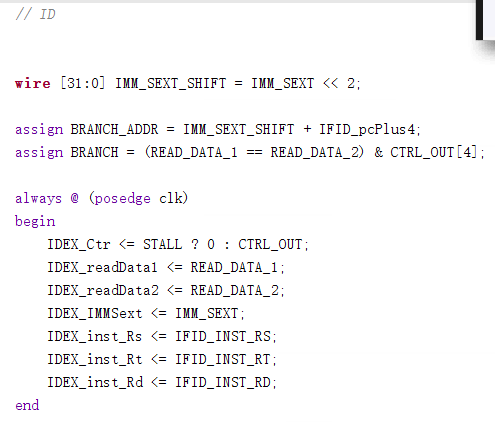 // ID
wire [31:0] IMM_SEXT_SHIFT = IMM_SEXT << 2;
assign BRANCH_ADDR = IMM_SEXT_SHIFT + IFID_pcPlus4;
assign BRANCH = (READ_DATA_1 == READ_DATA_2) & CTRL_OUT[4];
always @ (posedge clk)
begin
    IDEX_Ctr <= STALL ? 0 : CTRL_OUT;
    IDEX_readData1 <= READ_DATA_1;
    IDEX_readData2 <= READ_DATA_2;
    IDEX_IMMSext <= IMM_SEXT;
    IDEX_inst_Rs <= IFID_INST_RS;
    IDEX_inst_Rt <= IFID_INST_RT;
    IDEX_inst_Rd <= IFID_INST_RD;
end